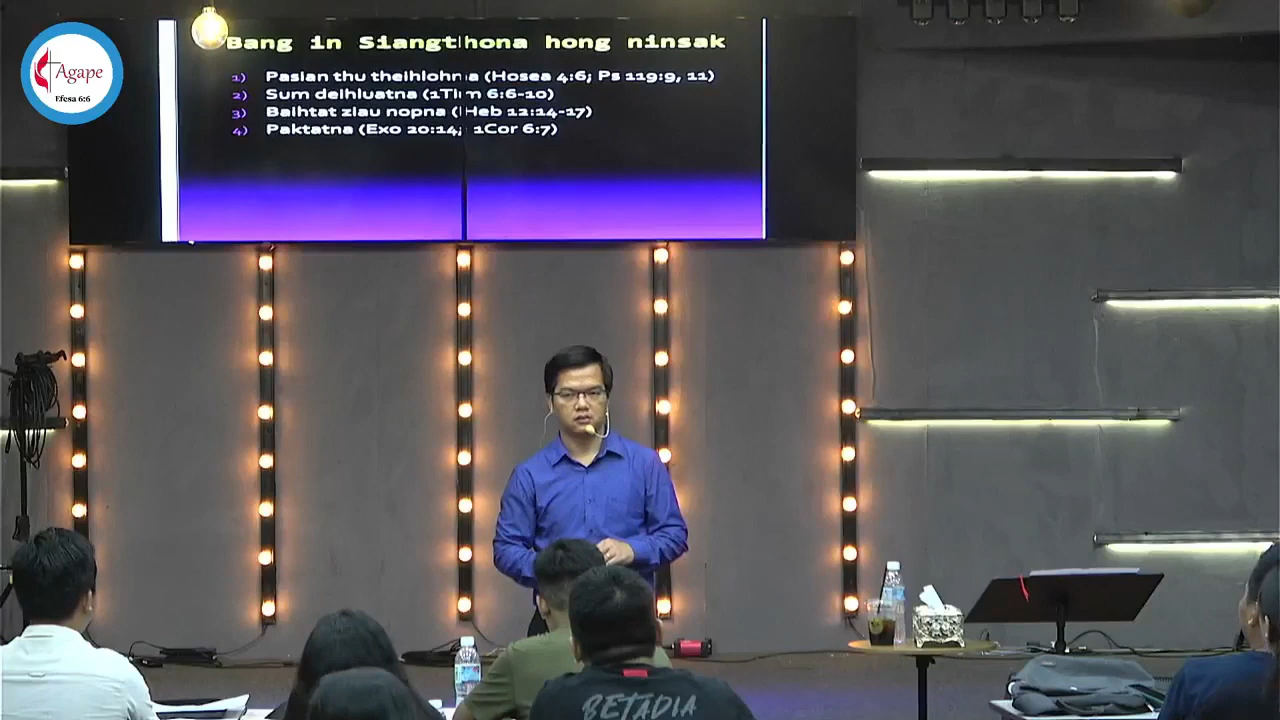 Agape
Efesa 6:6
Bang in Siangthona hong ninsak
1) Pasian thu theihlohna (Hosea 4:6; Ps 119:9, 11)
2) Sum deihluatna (1Tim 6:6-10)
3) Baihtat ziau nopna (Heb 12:14-17)
4) Paktatna (Exo 20:14; 1Cor 6:7)
BETADIA